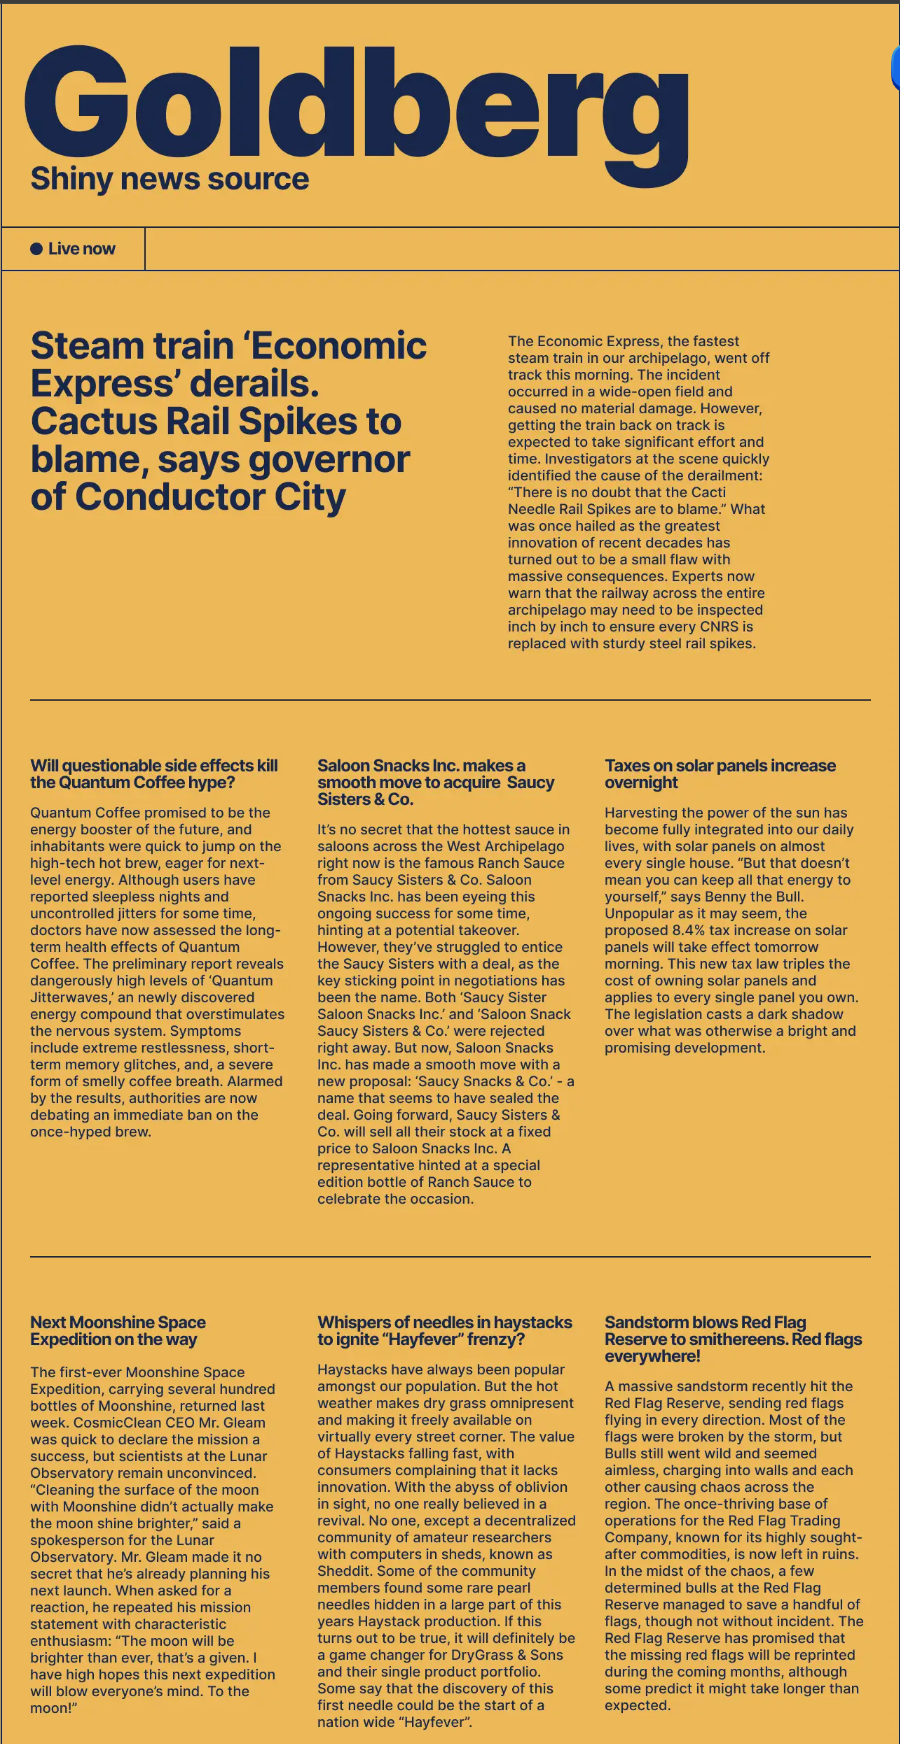 Goldberg
Shiny news source
Live now
Steam train ‘Economic
Express’ derails.
Cactus Rail Spikes to
blame, says governor
of Conductor City
The Economic Express, the fastest
steam train in our archipelago, went off
track this morning. The incident
occurred in a wide-open field and
caused no material damage. However,
getting the train back on track is
expected to take significant effort and
time. Investigators at the scene quickly
identified the cause of the derailment:
“There is no doubt that the Cacti
Needle Rail Spikes are to blame.” What
was once hailed as the greatest
innovation of recent decades has
turned out to be a small flaw with
massive consequences. Experts now
warn that the railway across the entire
archipelago may need to be inspected
inch by inch to ensure every CNRS is
replaced with sturdy steel rail spikes.
Will questionable side effects kill
the Quantum Coffee hype?
Quantum Coffee promised to be the
energy booster of the future, and
inhabitants were quick to jump on the
high-tech hot brew, eager for next-
level energy. Although users have
reported sleepless nights and
uncontrolled jitters for some time,
doctors have now assessed the long-
term health effects of Quantum
Coffee. The preliminary report reveals
dangerously high levels of ‘Quantum
Jitterwaves,’ an newly discovered
energy compound that overstimulates
the nervous system. Symptoms
include extreme restlessness, short-
term memory glitches, and, a severe
form of smelly coffee breath. Alarmed
by the results, authorities are now
debating an immediate ban on the
once-hyped brew.
Saloon Snacks Inc. makes a
smooth move to acquire Saucy
Sisters & Co.
It’s no secret that the hottest sauce in
saloons across the West Archipelago
right now is the famous Ranch Sauce
from Saucy Sisters & Co. Saloon
Snacks Inc. has been eyeing this
ongoing success for some time,
hinting at a potential takeover.
However, they’ve struggled to entice
the Saucy Sisters with a deal, as the
key sticking point in negotiations has
been the name. Both ‘Saucy Sister
Saloon Snacks Inc.’ and ‘Saloon Snack
Saucy Sisters & Co.’ were rejected
right away. But now, Saloon Snacks
Inc. has made a smooth move with a
new proposal: ‘Saucy Snacks & Co.’ - a
name that seems to have sealed the
deal. Going forward, Saucy Sisters &
Co. will sell all their stock at a fixed
price to Saloon Snacks Inc. A
representative hinted at a special
edition bottle of Ranch Sauce to
celebrate the occasion.
Taxes on solar panels increase
overnight
Harvesting the power of the sun has
become fully integrated into our daily
lives, with solar panels on almost
every single house. “But that doesn’t
mean you can keep all that energy to
yourself,” says Benny the Bull.
Unpopular as it may seem, the
proposed 8.4% tax increase on solar
panels will take effect tomorrow
morning. This new tax law triples the
cost of owning solar panels and
applies to every single panel you own.
The legislation casts a dark shadow
over what was otherwise a bright and
promising development.
Next Moonshine Space
Expedition on the way
The first-ever Moonshine Space
Expedition, carrying several hundred
bottles of Moonshine, returned last
week. CosmicClean CEO Mr. Gleam
was quick to declare the mission a
success, but scientists at the Lunar
Observatory remain unconvinced.
“Cleaning the surface of the moon
with Moonshine didn’t actually make
the moon shine brighter,” said a
spokesperson for the Lunar
Observatory. Mr. Gleam made it no
secret that he’s already planning his
next launch. When asked for a
reaction, he repeated his mission
statement with characteristic
enthusiasm: “The moon will be
brighter than ever, that’s a given. I
have high hopes this next expedition
will blow everyone’s mind. To the
moon!”
Whispers of needles in haystacks
to ignite “Hayfever” frenzy?
Haystacks have always been popular
amongst our population. But the hot
weather makes dry grass omnipresent
and making it freely available on
virtually every street corner. The value
of Haystacks falling fast, with
consumers complaining that it lacks
innovation. With the abyss of oblivion
in sight, no one really believed in a
revival. No one, except a decentralized
community of amateur researchers
with computers in sheds, known as
Sheddit. Some of the community
members found some rare pearl
needles hidden in a large part of this
years Haystack production. If this
turns out to be true, it will definitely be
a game changer for DryGrass & Sons
and their single product portfolio.
Some say that the discovery of this
first needle could be the start of a
nation wide “Hayfever”.
Sandstorm blows Red Flag
Reserve to smithereens. Red flags
everywhere!
A massive sandstorm recently hit the
Red Flag Reserve, sending red flags
flying in every direction. Most of the
flags were broken by the storm, but
Bulls still went wild and seemed
aimless, charging into walls and each
other causing chaos across the
region. The once-thriving base of
operations for the Red Flag Trading
Company, known for its highly sought-
after commodities, is now left in ruins.
In the midst of the chaos, a few
determined bulls at the Red Flag
Reserve managed to save a handful of
flags, though not without incident. The
Red Flag Reserve has promised that
the missing red flags will be reprinted
during the coming months, although
some predict it might take longer than
expected.